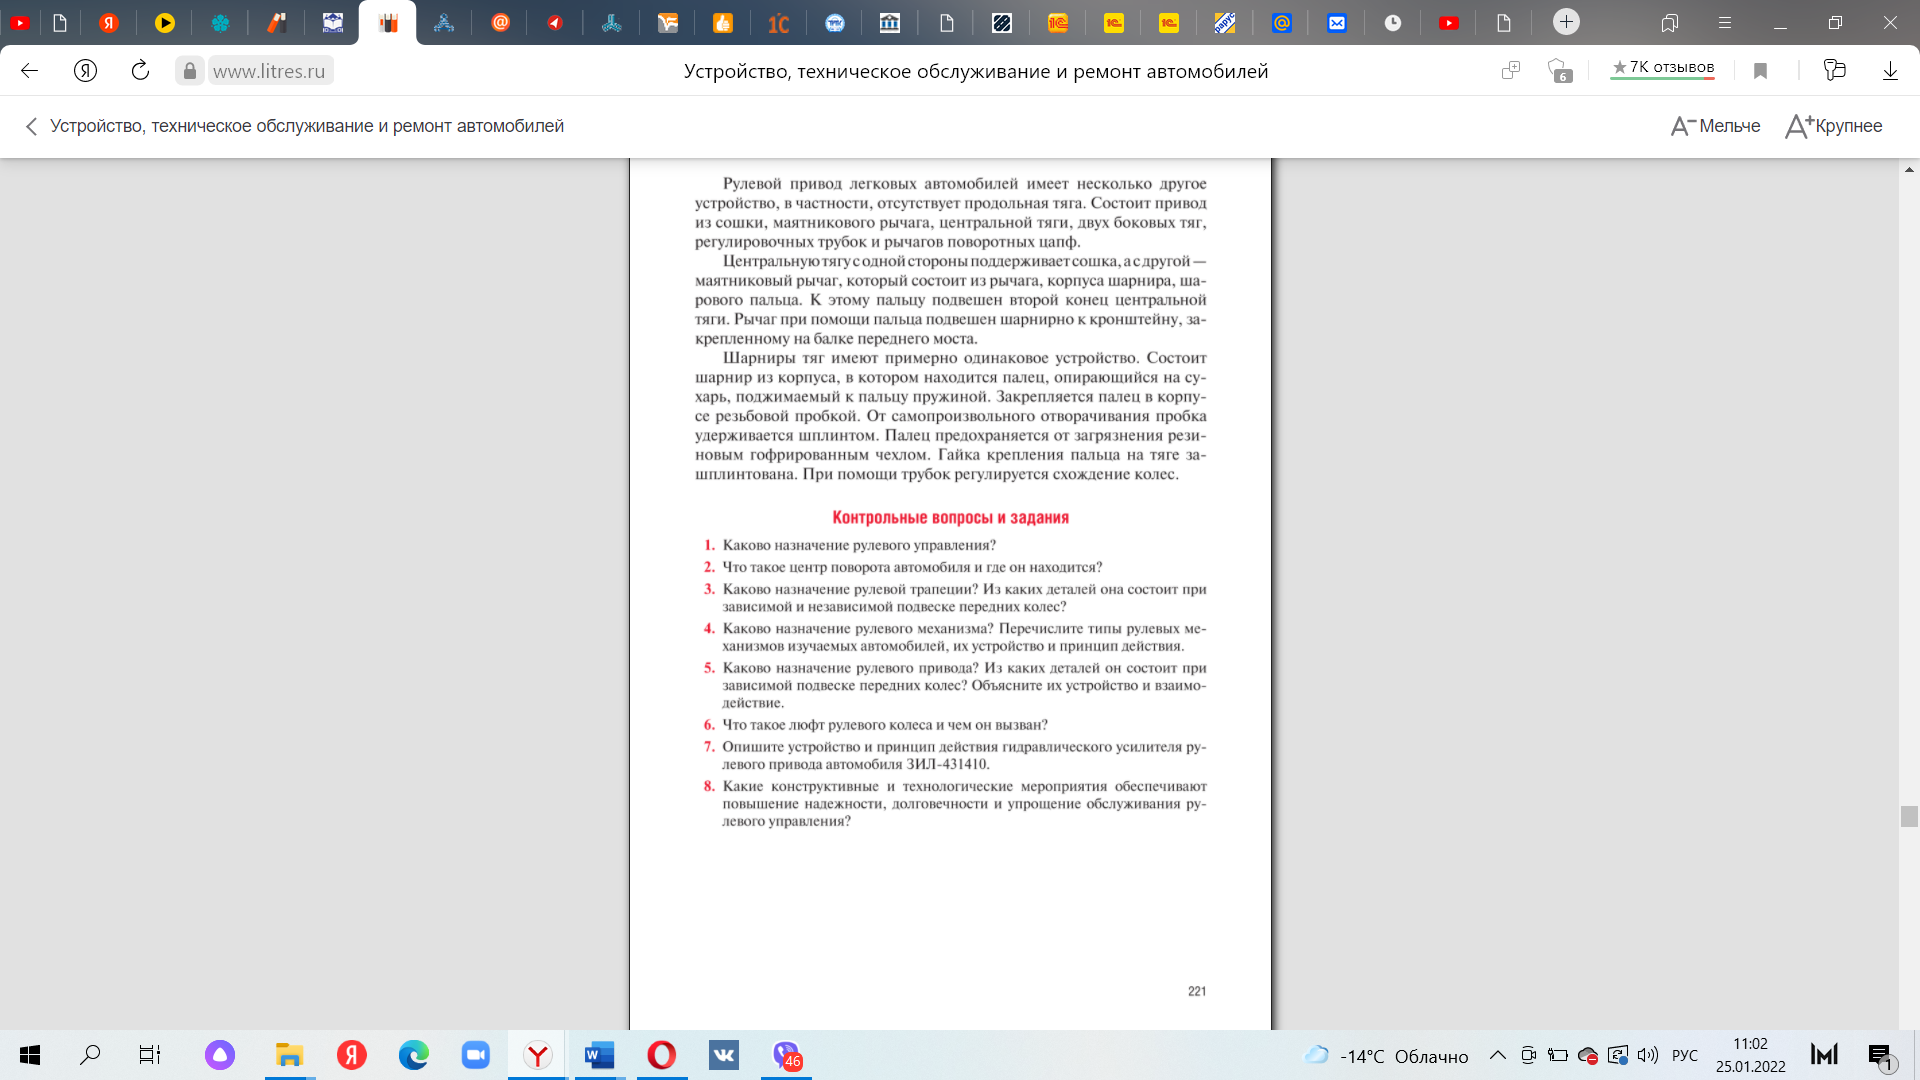 www.litres.ru
Устройство, техническое обслуживание и ремонт автомобилей
6
★ 7К отзывов
Устройство, техническое обслуживание и ремонт автомобилей
A− Мельче
A+ Крупнее
Рулевой привод легковых автомобилей имеет несколько другое
устройство, в частности, отсутствует продольная тяга. Состоит привод
из сошки, маятникового рычага, центральной тяги, двух боковых тяг,
регулировочных трубок и рычагов поворотных цапф.
Центральную тягу с одной стороны поддерживает сошка, а с другой —
маятниковый рычаг, который состоит из рычага, корпуса шарнира, ша-
рового пальца. К этому пальцу подвешен второй конец центральной
тяги. Рычаг при помощи пальца подвешен шарнирно к кронштейну, за-
крепленному на балке переднего моста.
Шарниры тяг имеют примерно одинаковое устройство. Состоит
шарнир из корпуса, в котором находится палец, опирающийся на су-
харь, поджимаемый к пальцу пружиной. Закрепляется палец в корпу-
се резьбовой пробкой. От самопроизвольного отворачивания пробка
удерживается шплинтом. Палец предохраняется от загрязнения рези-
новым гофрированным чехлом. Гайка крепления пальца на тяге за-
шплинтована. При помощи трубок регулируется схождение колес.
Контрольные вопросы и задания
1. Каково назначение рулевого управления?
2. Что такое центр поворота автомобиля и где он находится?
3. Каково назначение рулевой трапеции? Из каких деталей она состоит при
зависимой и независимой подвеске передних колес?
4. Каково назначение рулевого механизма? Перечислите типы рулевых ме-
ханизмов изучаемых автомобилей, их устройство и принцип действия.
5. Каково назначение рулевого привода? Из каких деталей он состоит при
зависимой подвеске передних колес? Объясните их устройство и взаимо-
действие.
6. Что такое люфт рулевого колеса и чем он вызван?
7. Опишите устройство и принцип действия гидравлического усилителя ру-
левого привода автомобиля ЗИЛ-431410.
8. Какие конструктивные и технологические мероприятия обеспечивают
повышение надежности, долговечности и упрощение обслуживания ру-
левого управления?
221
46
-14°C Облачно
РУС
11:02
25.01.2022
1